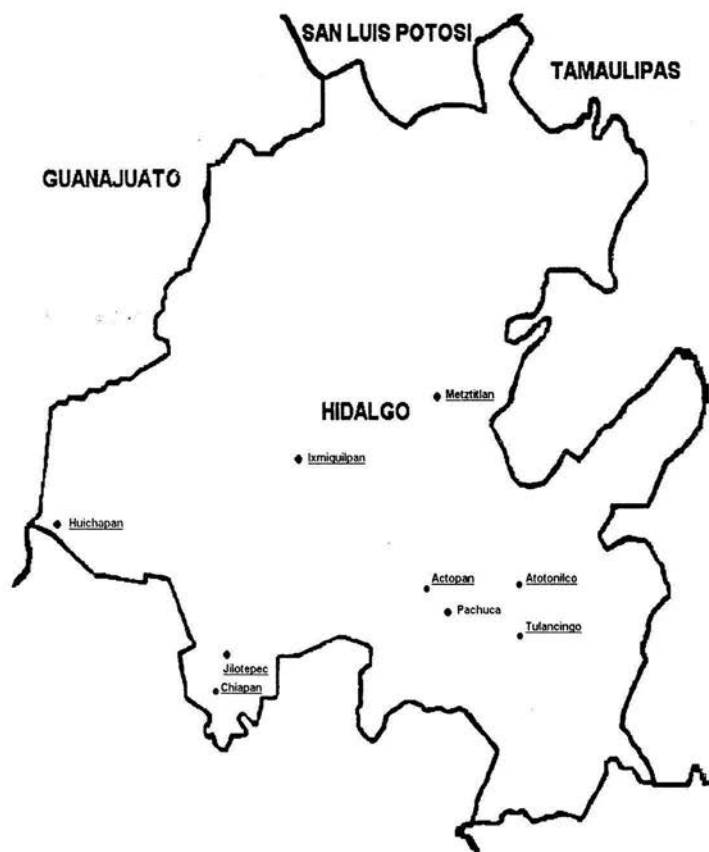 SAN LUIS POTOSI
TAMAULIPAS
GUANAJUATO
Metztitlan
HIDALGO
Ixmiquilpan
Huichapan
Actopan
Atotonilco
Pachuca
Tulancingo
Jilotepec
Chiapan